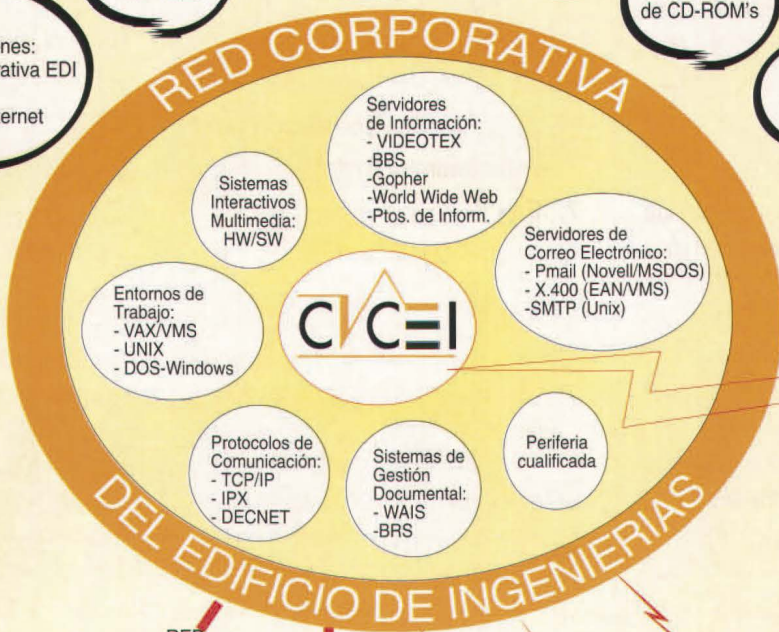 de CD-ROM's
nes:
rativa EDI
ernet
RED CORPORATIVA
Servidores
de Información:
- VIDEOTEX
-BBS
-Gopher
-World Wide Web
-Ptos. de Inform.
Sistemas
Interactivos
Multimedia:
HW/SW
Servidores de
Correo Electrónico:
- Pmail (Novell/MSDOS)
- X.400 (EAN/VMS)
-SMTP (Unix)
Entornos de
Trabajo:
- VAX/VMS
- UNIX
- DOS-Windows
CVCEI
Protocolos de
Comunicación:
- TCP/IP
- IPX
- DECNET
Sistemas de
Gestión
Documental:
- WAIS
-BRS
Periferia
cualificada
DEL EDIFICIO DE INGENIERIAS
RED